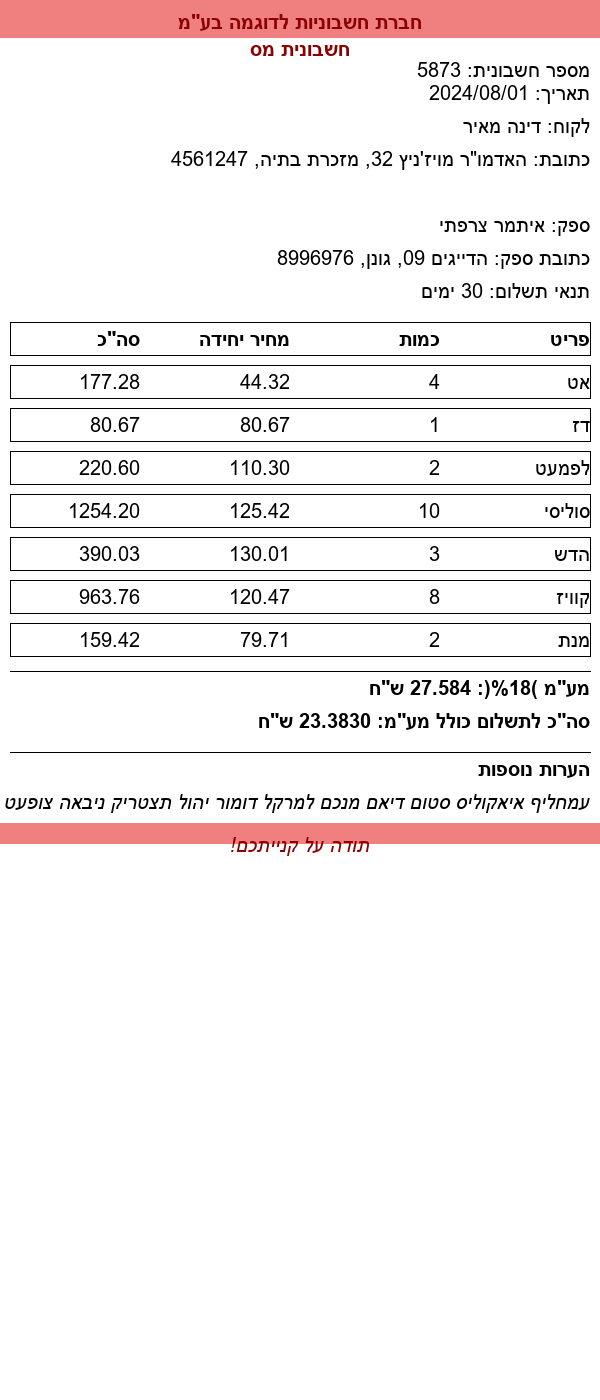 חברת חשבוניות לדוגמה בע"מ
חשבונית מס
מספר חשבונית: 5873
תאריך: 2024/08/01
לקוח: דינה מאיר
כתובת: האדמו"ר מויז'ניץ 32, מזכרת בתיה, 4561247
ספק: איתמר צרפתי
כתובת ספק: הדייגים 09, גונן, 8996976
תנאי תשלום: 30 ימים
פריט כמות מחיר יחידה סה"כ
אט 4 44.32 177.28
דז 1 80.67 80.67
לפמעט 2 110.30 220.60
סוליסי 10 125.42 1254.20
הדש 3 130.01 390.03
קוויז 8 120.47 963.76
מנת 2 79.71 159.42
מע"מ )18%(: 27.584 ש"ח
סה"כ לתשלום כולל מע"מ: 23.3830 ש"ח
הערות נוספות
עמחליף איאקוליס סטום דיאם מנכם למרקל דומור יהול תצטריק ניבאה צופעט
תודה על קנייתכם!